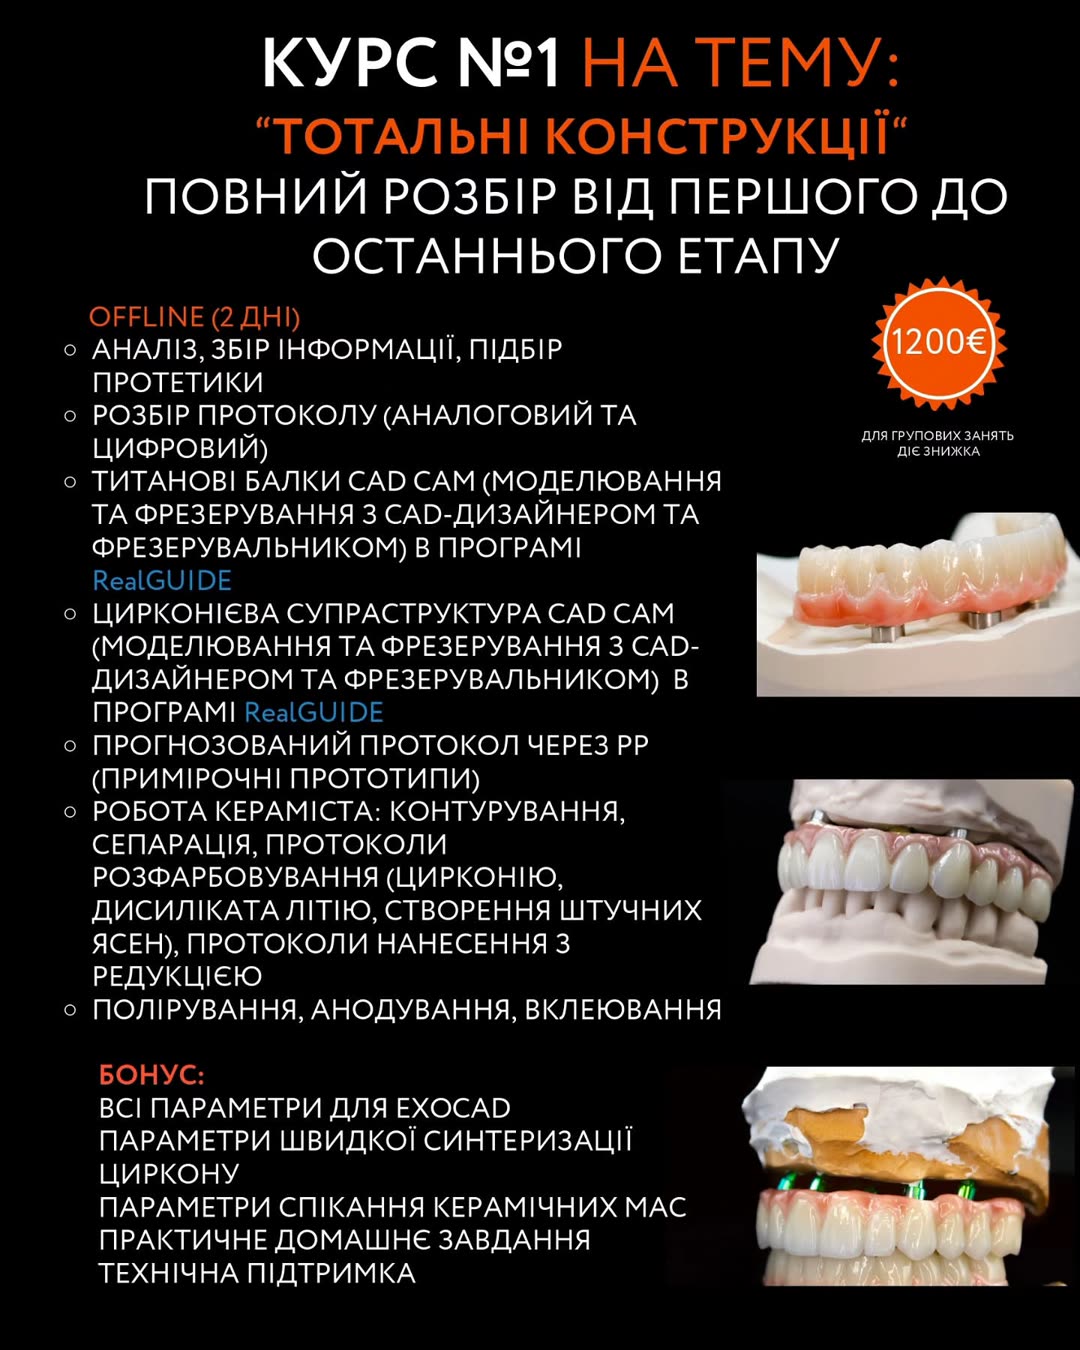 КУРС №1 НА ТЕМУ:
“ТОТАЛЬНІ КОНСТРУКЦІЇ“
ПОВНИЙ РОЗБІР ВІД ПЕРШОГО ДО
ОСТАННЬОГО ЕТАПУ
OFFLINE (2 ДНІ)
АНАЛІЗ, ЗБІР ІНФОРМАЦІЇ, ПІДБІР
ПРОТЕТИКИ
РОЗБІР ПРОТОКОЛУ (АНАЛОГОВИЙ ТА
ЦИФРОВИЙ)
ТИТАНОВІ БАЛКИ CAD CAM (МОДЕЛЮВАННЯ
ТА ФРЕЗЕРУВАННЯ З CAD-ДИЗАЙНЕРОМ ТА
ФРЕЗЕРУВАЛЬНИКОМ) В ПРОГРАМІ
RealGUIDE
ЦИРКОНІЄВА СУПРАСТРУКТУРА CAD CAM
(МОДЕЛЮВАННЯ ТА ФРЕЗЕРУВАННЯ З CAD-
ДИЗАЙНЕРОМ ТА ФРЕЗЕРУВАЛЬНИКОМ) В
ПРОГРАМІ RealGUIDE
ПРОГНОЗОВАНИЙ ПРОТОКОЛ ЧЕРЕЗ PP
(ПРИМІРОЧНІ ПРОТОТИПИ)
РОБОТА КЕРАМІСТА: КОНТУРУВАННЯ,
СЕПАРАЦІЯ, ПРОТОКОЛИ
РОЗФАРБОВУВАННЯ (ЦИРКОНІЮ,
ДИСИЛІКАТА ЛІТІЮ, СТВОРЕННЯ ШТУЧНИХ
ЯСЕН), ПРОТОКОЛИ НАНЕСЕННЯ З
РЕДУКЦІЄЮ
ПОЛІРУВАННЯ, АНОДУВАННЯ, ВКЛЕЮВАННЯ
1200€
ДЛЯ ГРУПОВИХ ЗАНЯТЬ
ДІЄ ЗНИЖКА
БОНУС:
ВСІ ПАРАМЕТРИ ДЛЯ EXOCAD
ПАРАМЕТРИ ШВИДКОЇ СИНТЕРИЗАЦІЇ
ЦИРКОНУ
ПАРАМЕТРИ СПІКАННЯ КЕРАМІЧНИХ МАС
ПРАКТИЧНЕ ДОМАШНЄ ЗАВДАННЯ
ТЕХНІЧНА ПІДТРИМКА